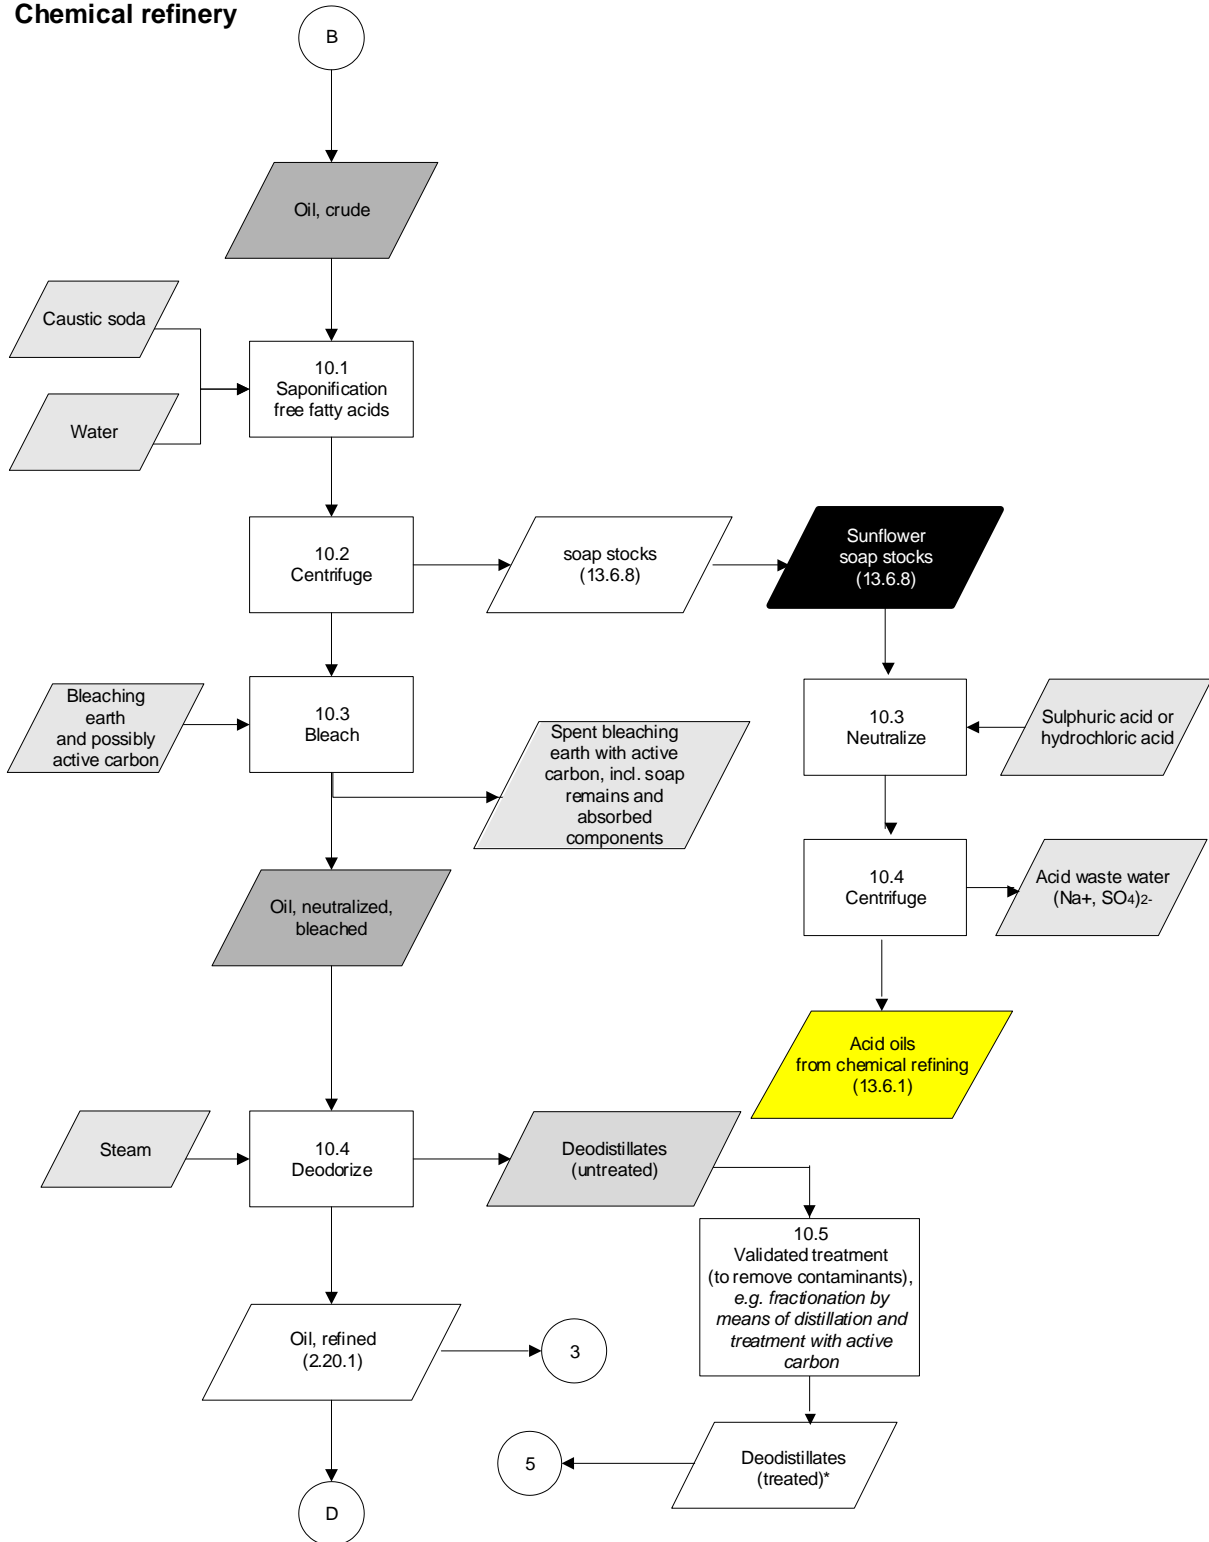 Chemical refinery
B
Oil, crude
Caustic soda
10.1
Saponification
free fatty acids
Water
10.2
Centrifuge
soap stocks
(13.6.8)
Sunflower
soap stocks
(13.6.8)
Bleaching
earth
and possibly
active carbon
10.3
Bleach
Spent bleaching
earth with active
carbon, incl. soap
remains and
absorbed
components
10.3
Neutralize
Sulphuric acid or
hydrochloric acid
10.4
Centrifuge
Acid waste water
(Na+, SO4)2-
Oil, neutralized,
bleached
Acid oils
from chemical refining
(13.6.1)
Steam
10.4
Deodorize
Deodistillates
(untreated)
10.5
Validated treatment
(to remove contaminants),
e.g. fractionation by
means of distillation and
treatment with active
carbon
Oil, refined
(2.20.1)
3
5
Deodistillates
(treated)*
D